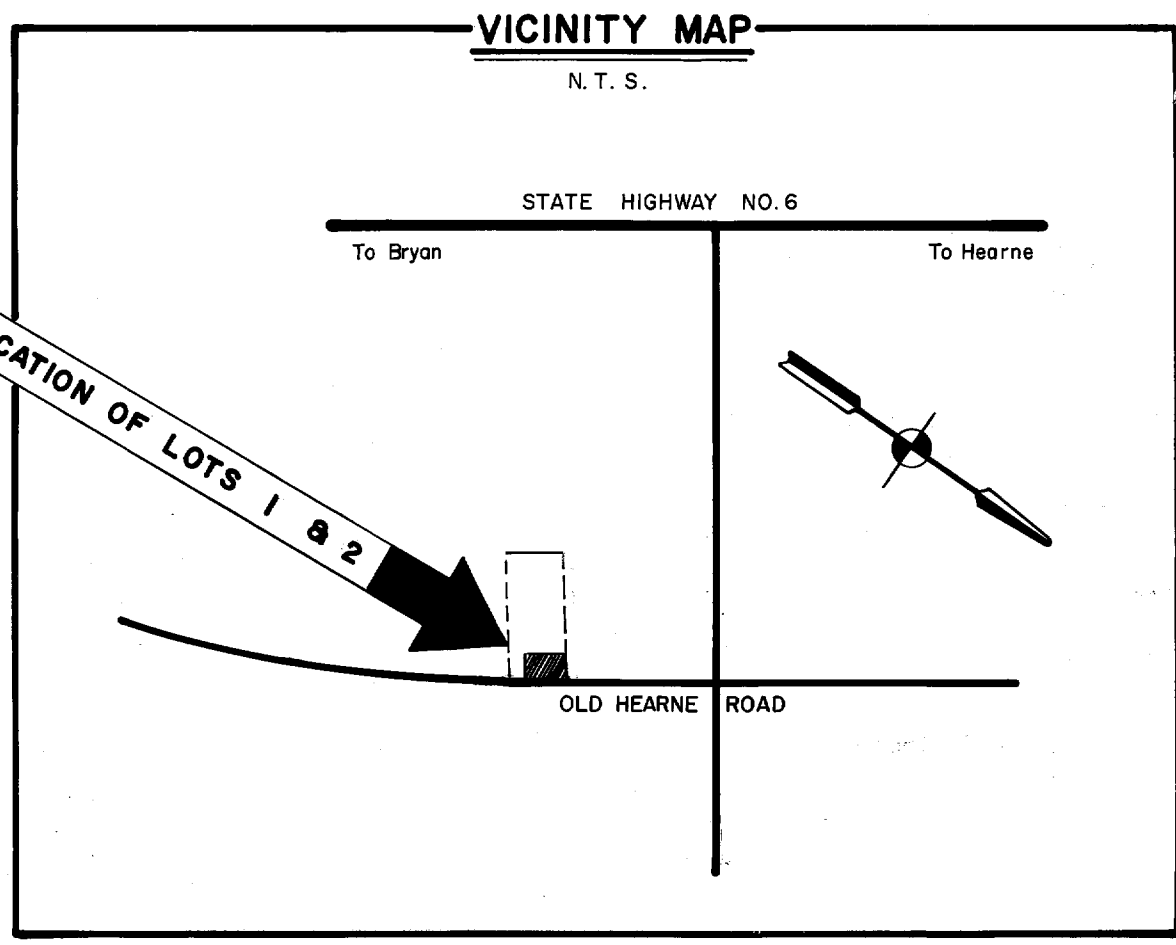 VICINITY MAP
N. T. S.
STATE HIGHWAY NO. 6
To Bryan
To Hearne
CATION OF LOTS 1 & 2
OLD HEARNE ROAD